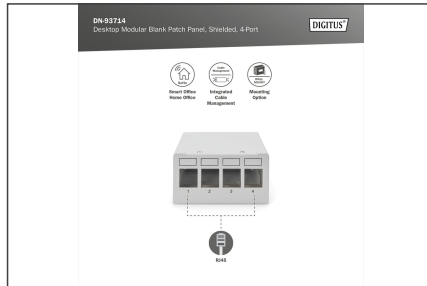 DN-93714
Desktop Modular Blank Patch Panel, Shielded, 4-Port
DIGITUS®
Smart Office
Home Office
Integrated
Cable
Management
Mounting
Option
1 2 3 4
RJ45